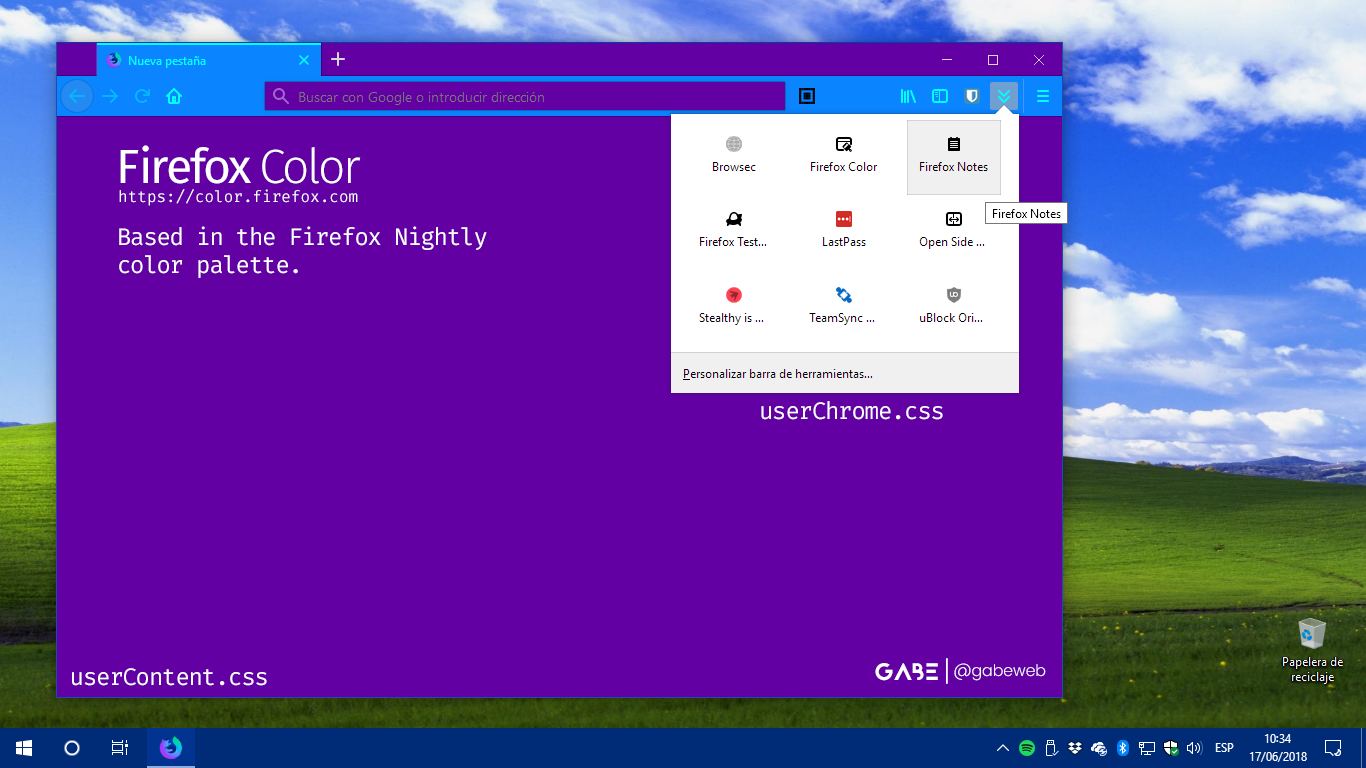 Nueva pestaña
Buscar con Google o introducir dirección
Firefox Color
https://color.firefox.com
Based in the Firefox Nightly
color palette.
Browsec
Firefox Color
Firefox Notes
Firefox Notes
Firefox Test...
LastPass
Open Side ...
Stealthy is ...
TeamSync ...
uBlock Ori...
Personalizar barra de herramientas...
userChrome.css
userContent.css
GABE | @gabeweb
Papelera de
reciclaje
ESP
10:34
17/06/2018